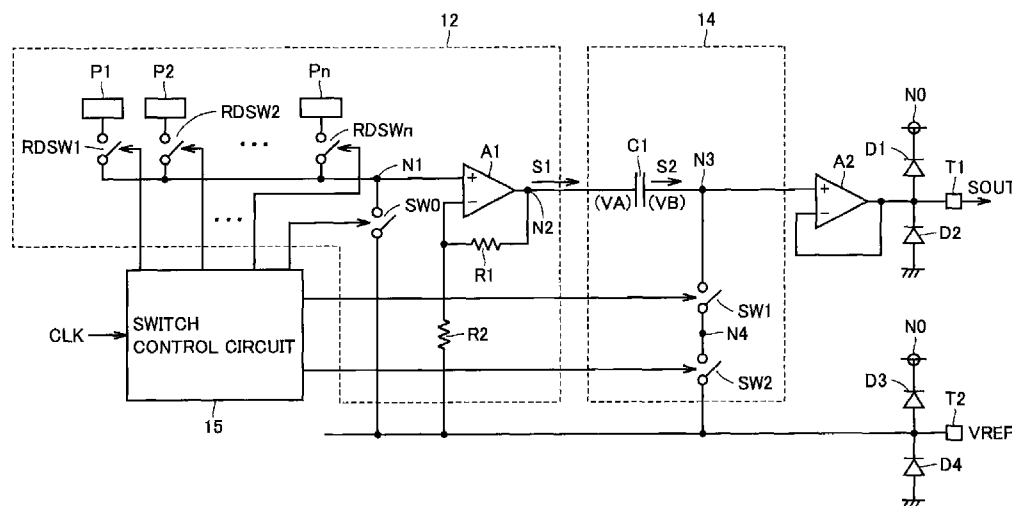 12
14
P1
P2
Pn
RDSW1
RDSW2
RDSWn
...
N1
A1
S1
N2
C1
S2
(VA)
(VB)
N3
A2
N0
D1
T1
SOUT
D2
SW0
...
R1
R2
CLK
SWITCH
CONTROL CIRCUIT
15
SW1
N4
SW2
N0
D3
T2
VREF
D4